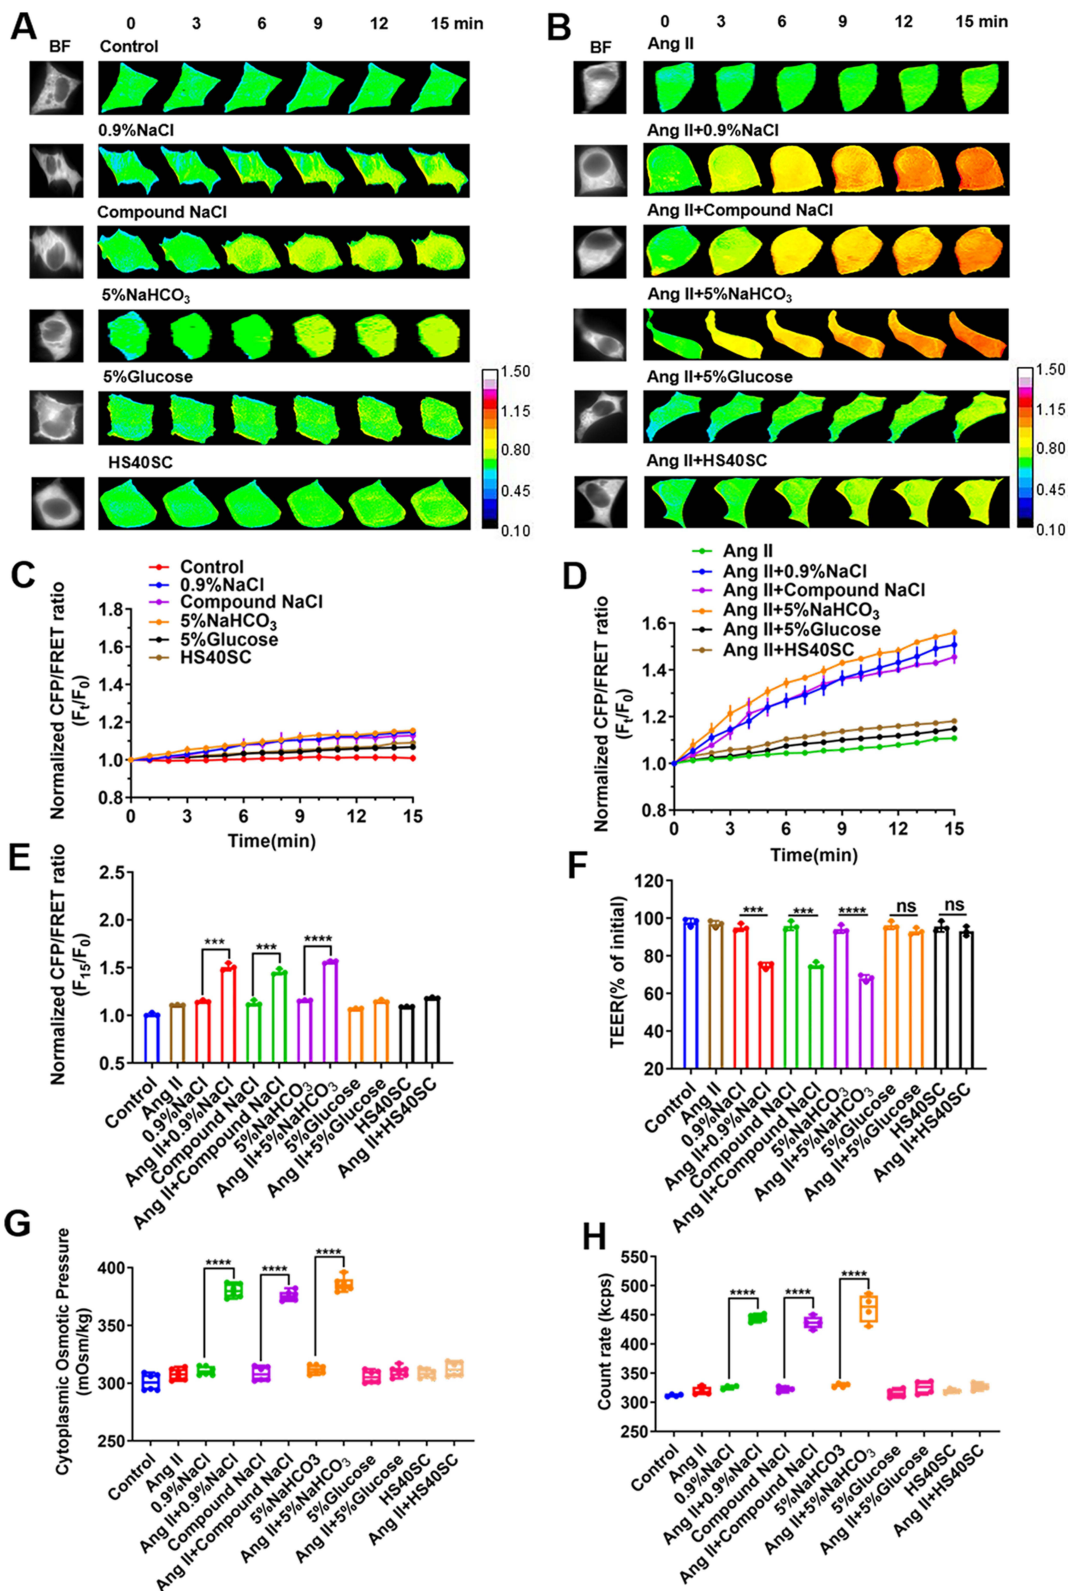 A
0 3 6 9 12 15 min
BF
Control
0.9%NaCl
Compound NaCl
5%NaHCO₃
5%Glucose
HS40SC
1.50
1.15
0.80
0.45
0.10
B
0 3 6 9 12 15 min
BF
Ang II
Ang II+0.9%NaCl
Ang II+Compound NaCl
Ang II+5%NaHCO₃
Ang II+5%Glucose
Ang II+HS40SC
1.50
1.15
0.80
0.45
0.10
C
Control
0.9%NaCl
Compound NaCl
5%NaHCO₃
5%Glucose
HS40SC
Normalized CFP/FRET ratio
(Fₜ/F₀)
1.8
1.6
1.4
1.2
1.0
0.8
0 3 6 9 12 15
Time(min)
D
Ang II
Ang II+0.9%NaCl
Ang II+Compound NaCl
Ang II+5%NaHCO₃
Ang II+5%Glucose
Ang II+HS40SC
Normalized CFP/FRET ratio
(Fₜ/F₀)
1.6
1.4
1.2
1.0
0.8
0 3 6 9 12 15
Time(min)
E
Normalized CFP/FRET ratio
(F₁₅/F₀)
2.5
2.0
1.5
1.0
0.5
*** *** ****
Control
Ang II
0.9%NaCl
Ang II+0.9%NaCl
Compound NaCl
Ang II+Compound NaCl
5%NaHCO₃
Ang II+5%NaHCO₃
5%Glucose
Ang II+5%Glucose
HS40SC
Ang II+HS40SC
F
TEER(% of initial)
120
100
80
60
40
20
*** *** **** ns ns
Control
Ang II
0.9%NaCl
Ang II+0.9%NaCl
Compound NaCl
Ang II+Compound NaCl
5%NaHCO₃
Ang II+5%NaHCO₃
5%Glucose
Ang II+5%Glucose
HS40SC
Ang II+HS40SC
G
Cytoplasmic Osmotic Pressure
(mOsm/kg)
400
350
300
250
**** **** ****
Control
Ang II
0.9%NaCl
Ang II+0.9%NaCl
Compound NaCl
Ang II+Compound NaCl
5%NaHCO3
Ang II+5%NaHCO₃
5%Glucose
Ang II+5%Glucose
HS40SC
Ang II+HS40SC
H
Count rate (kcps)
550
500
450
400
350
300
250
**** **** ****
Control
Ang II
0.9%NaCl
Ang II+0.9%NaCl
Compound NaCl
Ang II+Compound NaCl
5%NaHCO3
Ang II+5%NaHCO₃
5%Glucose
Ang II+5%Glucose
HS40SC
Ang II+HS40SC